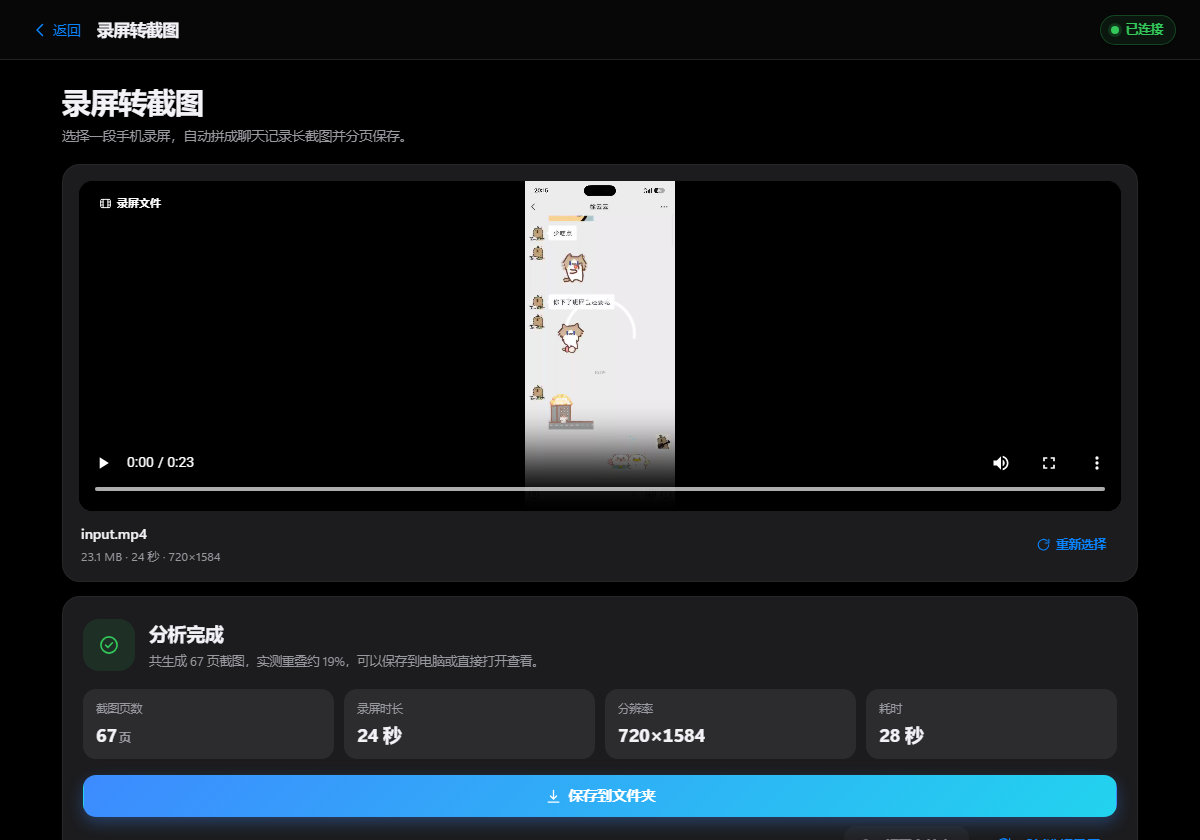 返回
录屏转截图
已连接
录屏转截图
选择一段手机录屏，自动拼成聊天记录长截图并分页保存。
录屏文件
少吃点
0:00 / 0:23
input.mp4
23.1 MB · 24 秒 · 720×1584
重新选择
分析完成
共生成 67 页截图，实测重叠约 19%，可以保存到电脑或直接打开查看。
截图页数
67 页
录屏时长
24 秒
分辨率
720×1584
耗时
28 秒
保存到文件夹